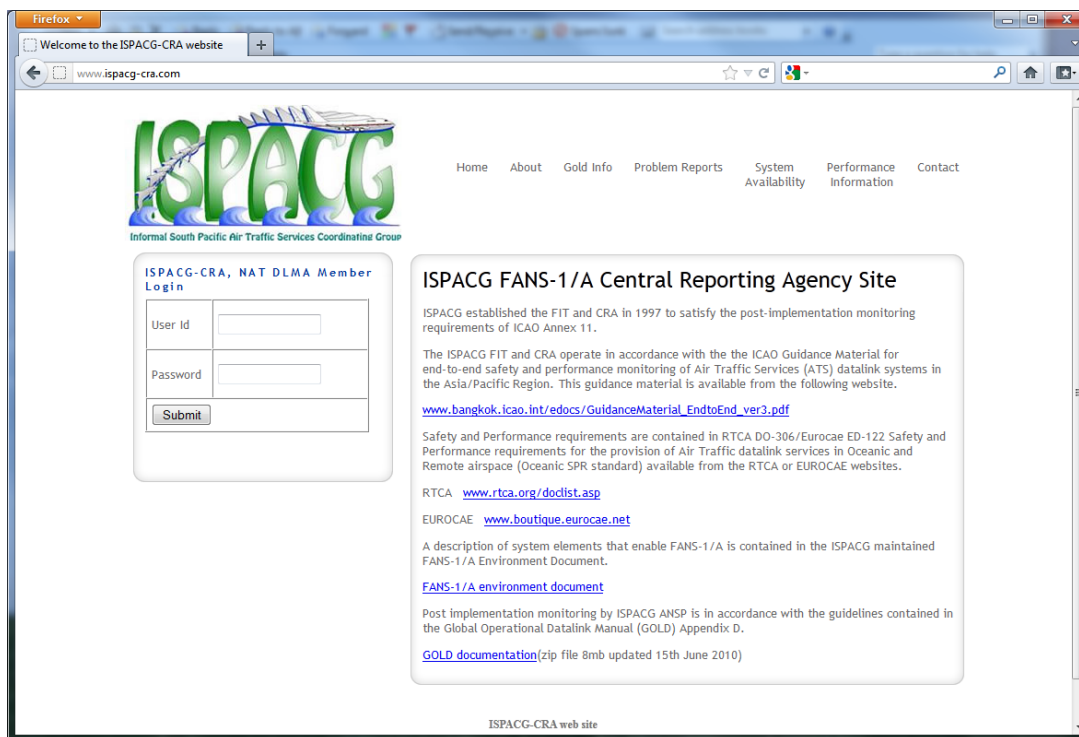 Firefox
Welcome to the ISPACG-CRA website
+
www.ispacg-cra.com
ISPACG
Informal South Pacific Air Traffic Services Coordinating Group
Home About Gold Info Problem Reports System Availability Performance Information Contact
ISPACG-CRA, NAT DLMA Member
Login
User Id
Password
Submit
ISPACG FANS-1/A Central Reporting Agency Site
ISPACG established the FIT and CRA in 1997 to satisfy the post-implementation monitoring
requirements of ICAO Annex 11.
The ISPACG FIT and CRA operate in accordance with the the ICAO Guidance Material for
end-to-end safety and performance monitoring of Air Traffic Services (ATS) datalink systems in
the Asia/Pacific Region. This guidance material is available from the following website.
www.bangkok.icao.int/edocs/GuidanceMaterial_EndtoEnd_ver3.pdf
Safety and Performance requirements are contained in RTCA DO-306/Eurocae ED-122 Safety and
Performance requirements for the provision of Air Traffic datalink services in Oceanic and
Remote airspace (Oceanic SPR standard) available from the RTCA or EUROCAE websites.
RTCA www.rtca.org/doclist.asp
EUROCAE www.boutique.eurocae.net
A description of system elements that enable FANS-1/A is contained in the ISPACG maintained
FANS-1/A Environment Document.
FANS-1/A environment document
Post implementation monitoring by ISPACG ANSP is in accordance with the guidelines contained in
the Global Operational Datalink Manual (GOLD) Appendix D.
GOLD documentation(zip file 8mb updated 15th June 2010)
ISPACG-CRA web site